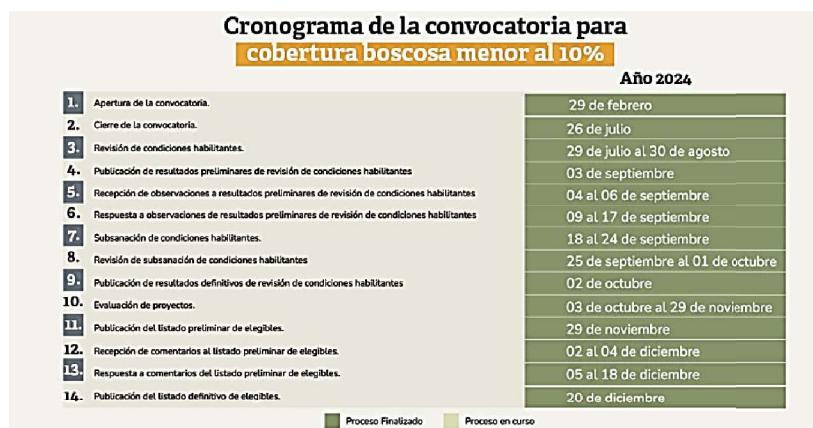 Cronograma de la convocatoria para
cobertura boscosa menor al 10%
Año 2024
1. Apertura de la convocatoria. 29 de febrero
2. Cierre de la convocatoria. 26 de julio
3. Revisión de condiciones habilitantes. 29 de julio al 30 de agosto
4. Publicación de resultados preliminares de revisión de condiciones habilitantes 03 de septiembre
5. Recepción de observaciones a resultados preliminares de revisión de condiciones habilitantes 04 al 06 de septiembre
6. Respuesta a observaciones de resultados preliminares de revisión de condiciones habilitantes 09 al 17 de septiembre
7. Subsanación de condiciones habilitantes. 18 al 24 de septiembre
8. Revisión de subsanación de condiciones habilitantes 25 de septiembre al 01 de octubre
9. Publicación de resultados definitivos de revisión de condiciones habilitantes 02 de octubre
10. Evaluación de proyectos. 03 de octubre al 29 de noviembre
11. Publicación del listado preliminar de elegibles. 29 de noviembre
12. Recepción de comentarios al listado preliminar de elegibles. 02 al 04 de diciembre
13. Respuesta a comentarios del listado preliminar de elegibles. 05 al 18 de diciembre
14. Publicación del listado definitivo de elegibles. 20 de diciembre
Proceso Finalizado Proceso en curso